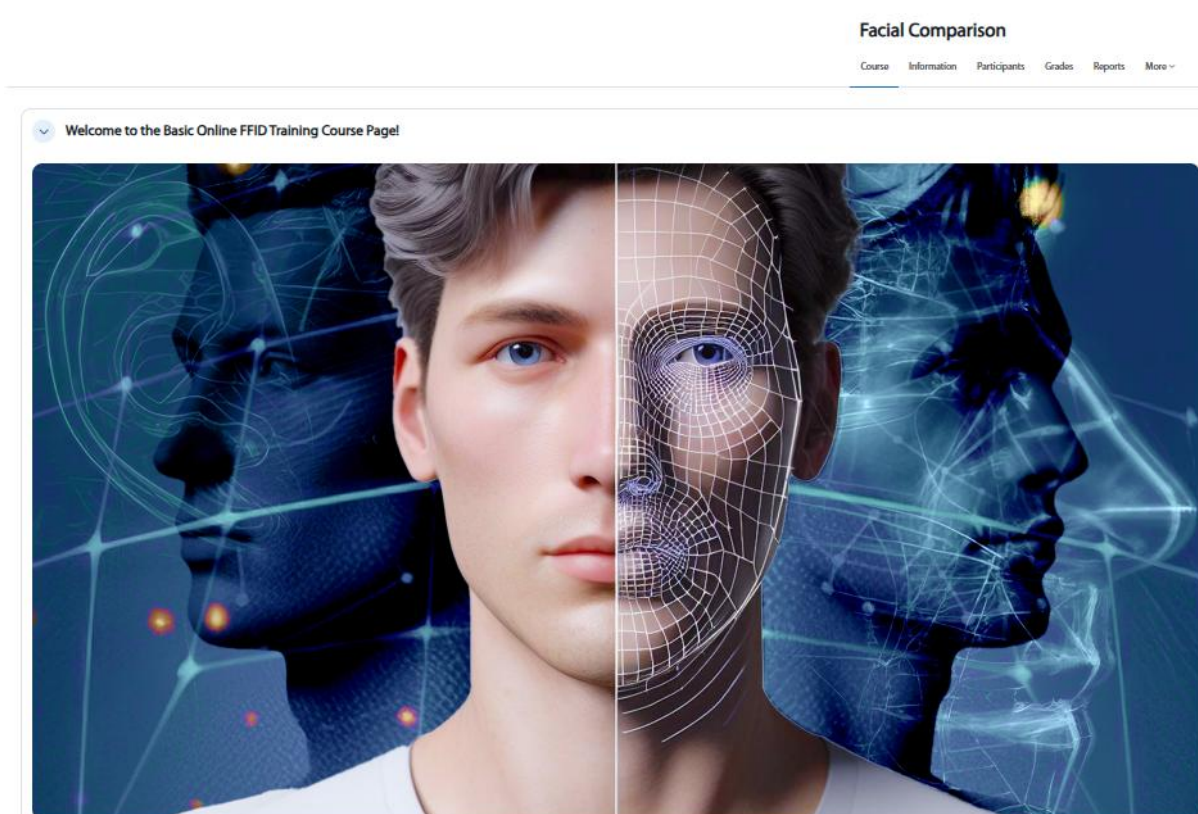 Facial Comparison
Course Information Participants Grades Reports More
Welcome to the Basic Online FFID Training Course Page!